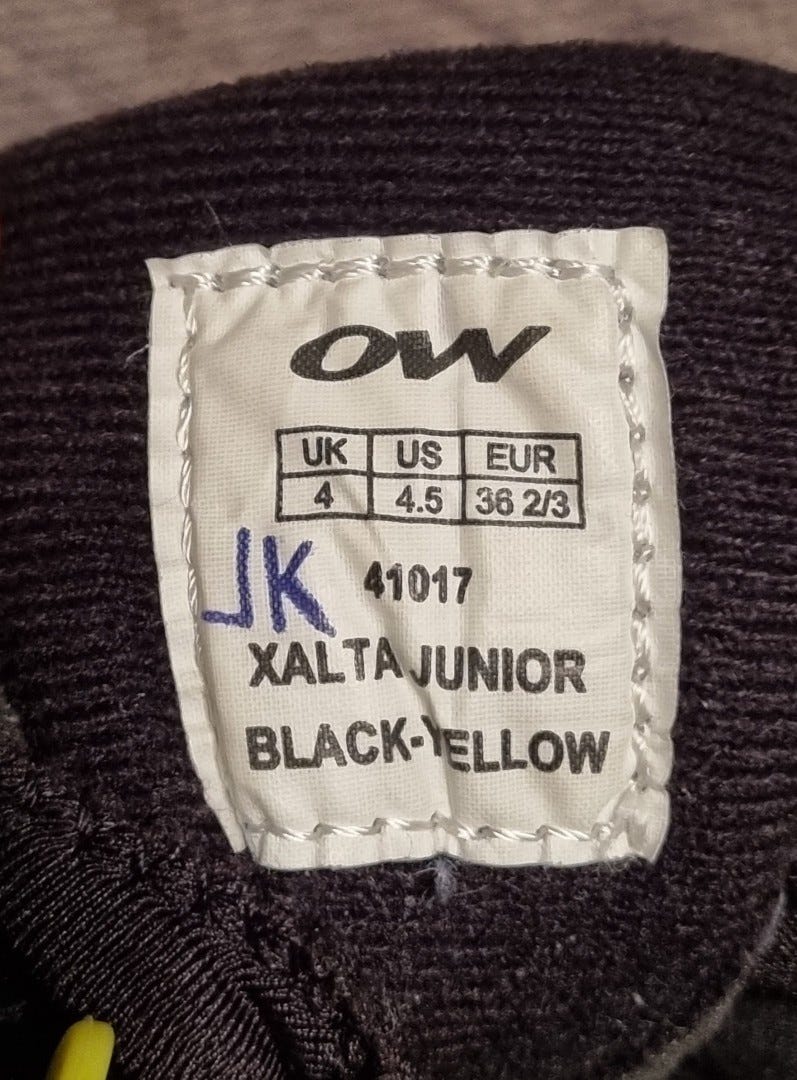 OW
UK US EUR
4 4.5 36 2/3
JK 41017
XALTA JUNIOR
BLACK-YELLOW